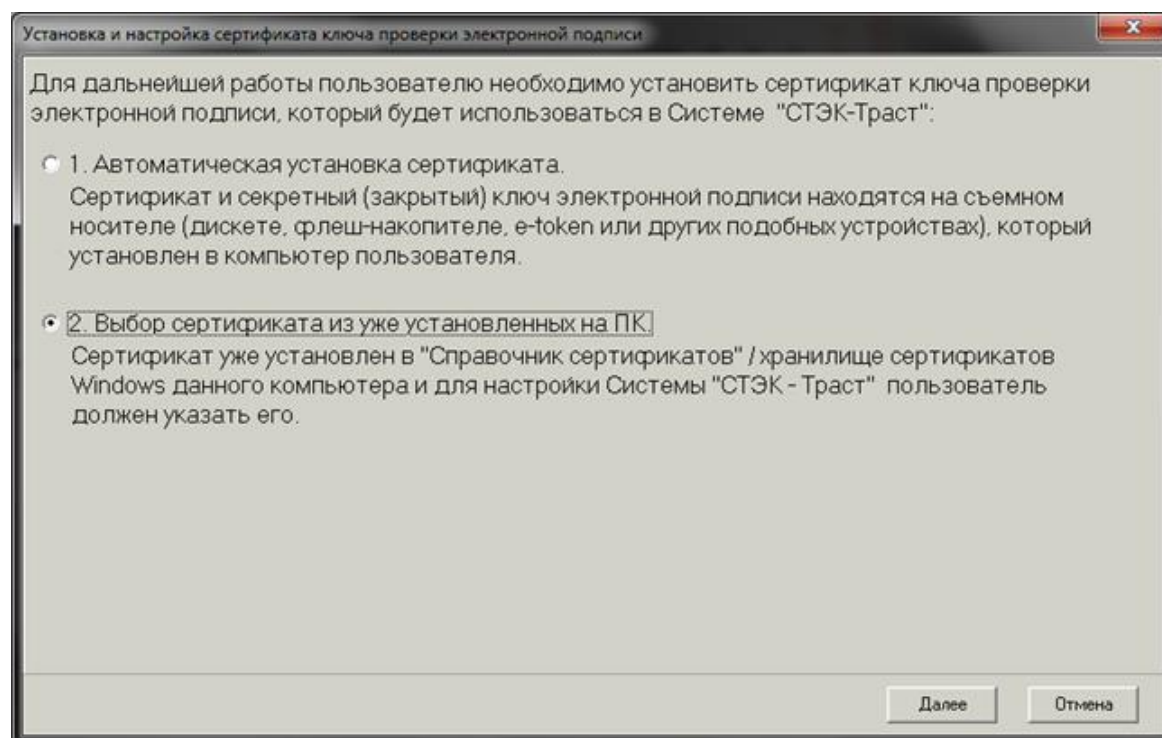 Установка и настройка сертификата ключа проверки электронной подписи
Для дальнейшей работы пользователю необходимо установить сертификат ключа проверки
электронной подписи, который будет использоваться в Системе "СТЭК-Траст":
1. Автоматическая установка сертификата.
Сертификат и секретный (закрытый) ключ электронной подписи находятся на съемном
носителе (дискете, флеш-накопителе, e-token или других подобных устройствах), который
установлен в компьютер пользователя.
2. Выбор сертификата из уже установленных на ПК.
Сертификат уже установлен в "Справочник сертификатов" / хранилище сертификатов
Windows данного компьютера и для настройки Системы "СТЭК - Траст" пользователь
должен указать его.
Далее
Отмена